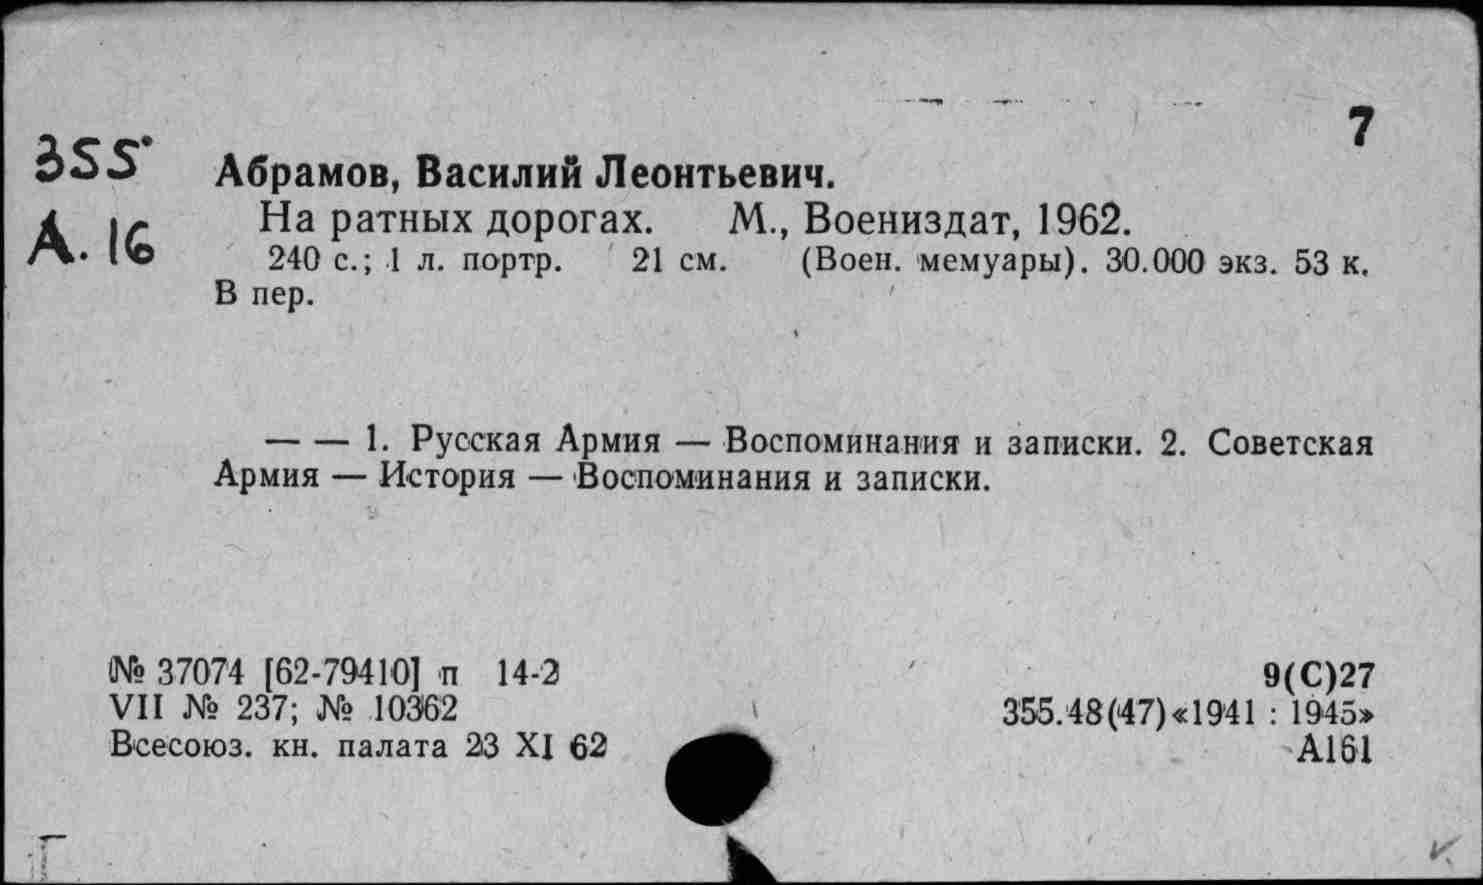 7
355
А. 16
Абрамов, Василий Леонтьевич.
На ратных дорогах. М., Воениздат, 1962.
240 с.; 1 л. портр. 21 см. (Воен. мемуары). 30.000 экз. 53 к.
В пер.
— — 1. Русская Армия — Воспоминания и записки. 2. Советская
Армия — История — Воспоминания и записки.
№ 37074 [62-79410] п 14-2
VII № 237; № 10362
Всесоюз. кн. палата 23 XI 62
9(С)27
355.48(47)«1941 : 1945»
А161